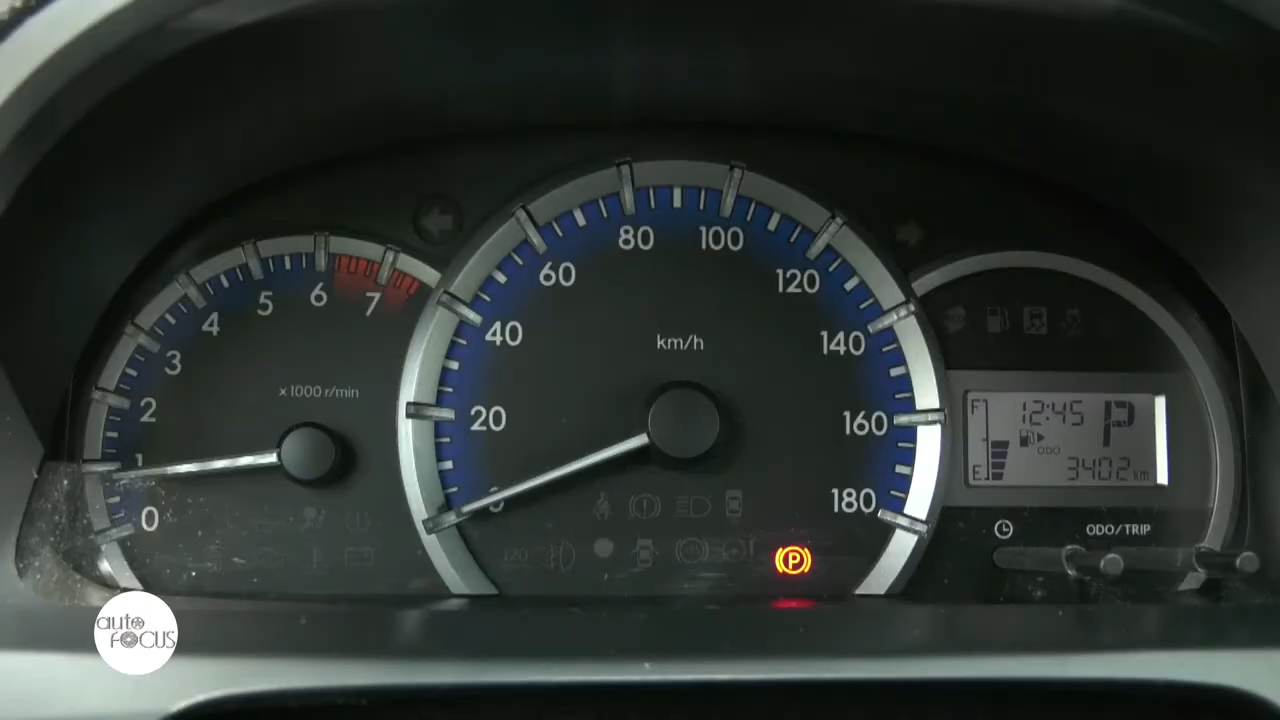 80 100
60 120
5 6 7
4
3 40 km/h 140
x1000 r/min
2 20 160
F 12:45 P
ODO
E 3402 km
1
0 180
ODO/TRIP
120
P
auto
FOCUS